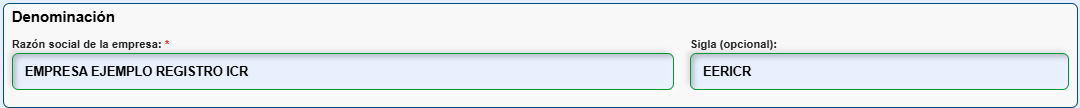 Denominación
Razón social de la empresa: *
Sigla (opcional):
EMPRESA EJEMPLO REGISTRO ICR
EERICR